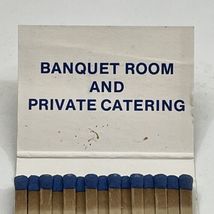 BANQUET ROOM
AND
PRIVATE CATERING